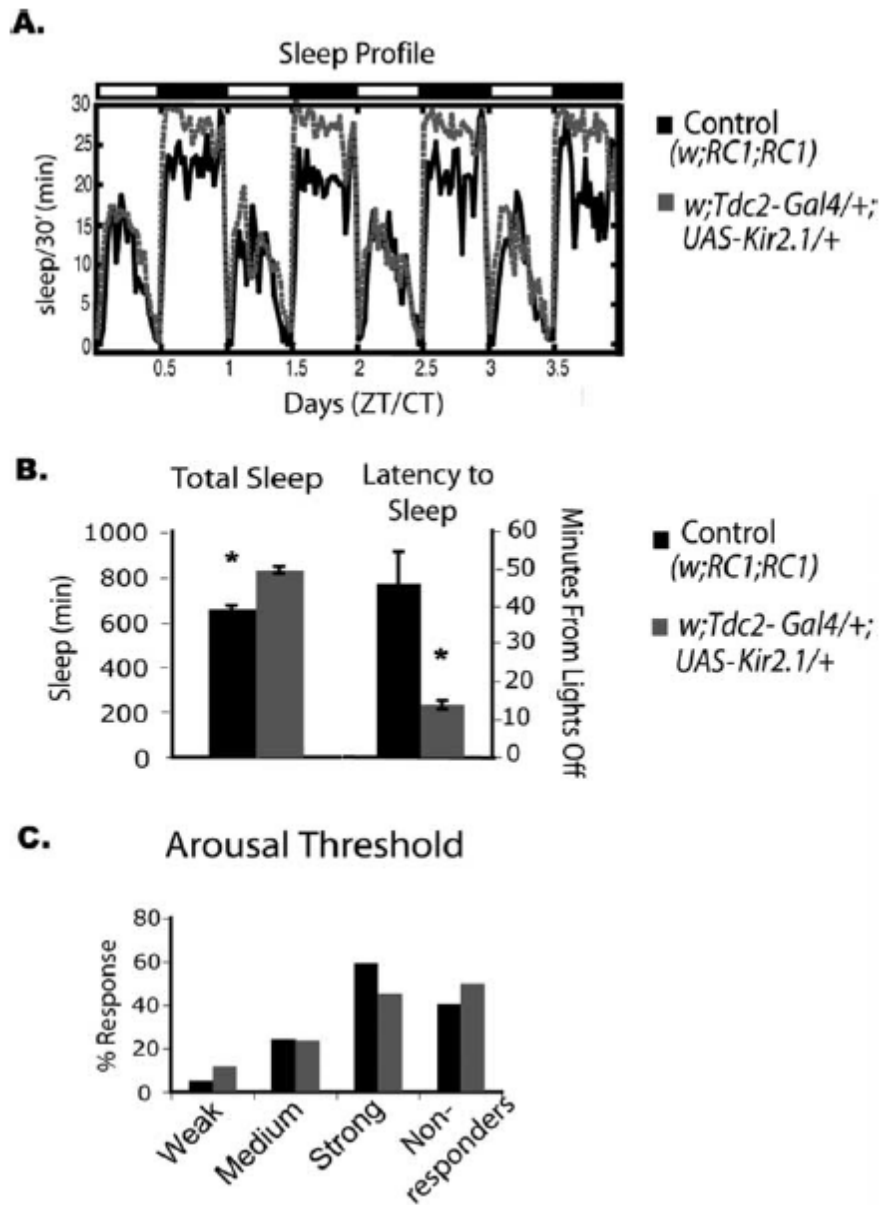 A.
Sleep Profile
30
25
20
15
10
5
0
sleep/30' (min)
0.5 1 1.5 2 2.5 3 3.5
Days (ZT/CT)
Control
(w;RC1;RC1)
w;Tdc2-Gal4/+;
UAS-Kir2.1/+
B.
Total Sleep
Latency to
Sleep
1000
800
600
400
200
0
Sleep (min)
*
*
60
50
40
30
20
10
0
Minutes From Lights Off
Control
(w;RC1;RC1)
w;Tdc2- Gal4/+;
UAS-Kir2.1/+
C.
Arousal Threshold
80
60
40
20
0
% Response
Weak
Medium
Strong
Non-
responders